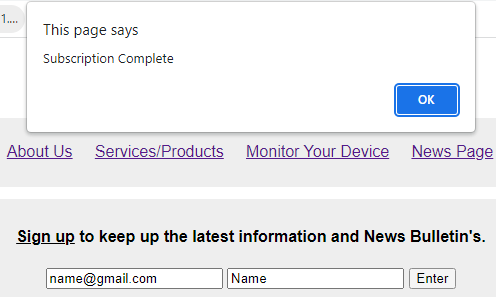 1....
This page says
Subscription Complete
OK
About Us Services/Products Monitor Your Device News Page
Sign up to keep up the latest information and News Bulletin's.
name@gmail.com Name Enter